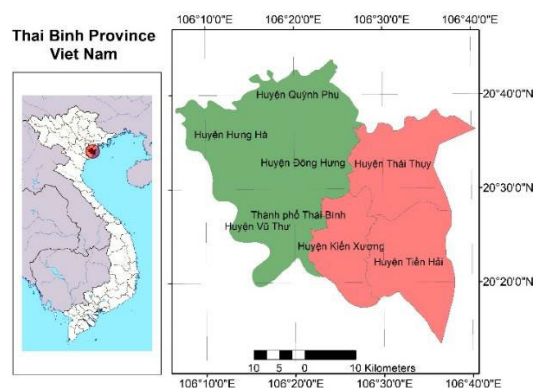 Thai Binh Province
Viet Nam
106°10'0"E 106°20'0"E 106°30'0"E 106°40'0"E
Huyện Quỳnh Phụ
20°40'0"N
Huyện Hưng Hà
Huyện Đông Hưng
Huyện Thái Thụy
20°30'0"N
Thành phố Thái Bình
Huyện Vũ Thư
Huyện Kiến Xương
Huyện Tiền Hải
20°20'0"N
10 5 0 10 Kilometers
106°10'0"E 106°20'0"E 106°30'0"E 106°40'0"E